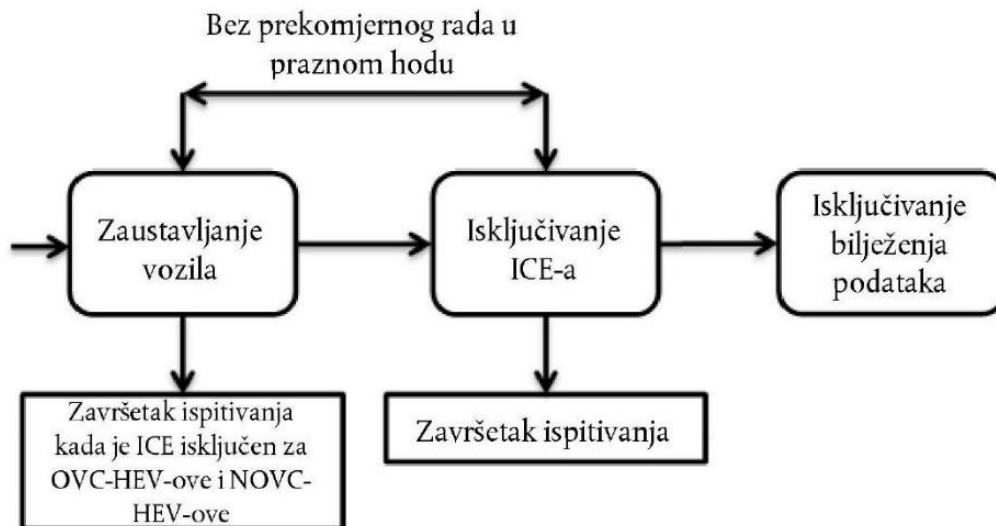 Bez prekomjernog rada u
praznom hodu
Zaustavljanje
vozila
Isključivanje
ICE-a
Isključivanje
bilježenja
podataka
Završetak ispitivanja
kada je ICE isključen za
OVC-HEV-ove i NOVC-
HEV-ove
Završetak ispitivanja